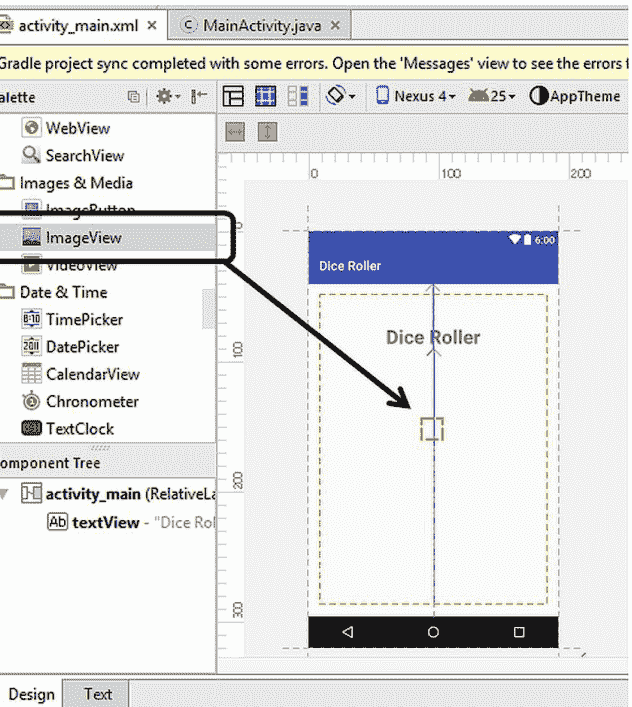 activity_main.xml × MainActivity.java ×
Gradle project sync completed with some errors. Open the 'Messages' view to see the errors
alette Nexus 4 25 AppTheme
WebView
SearchView
Images & Media
ImageButton
ImageView
VideoView
Date & Time
TimePicker
DatePicker
CalendarView
Chronometer
TextClock
omponent Tree
activity_main (RelativeLa
Ab textView - "Dice Rol
0 100 200
0
100
200
300
6:00
Dice Roller
Dice Roller
Design Text